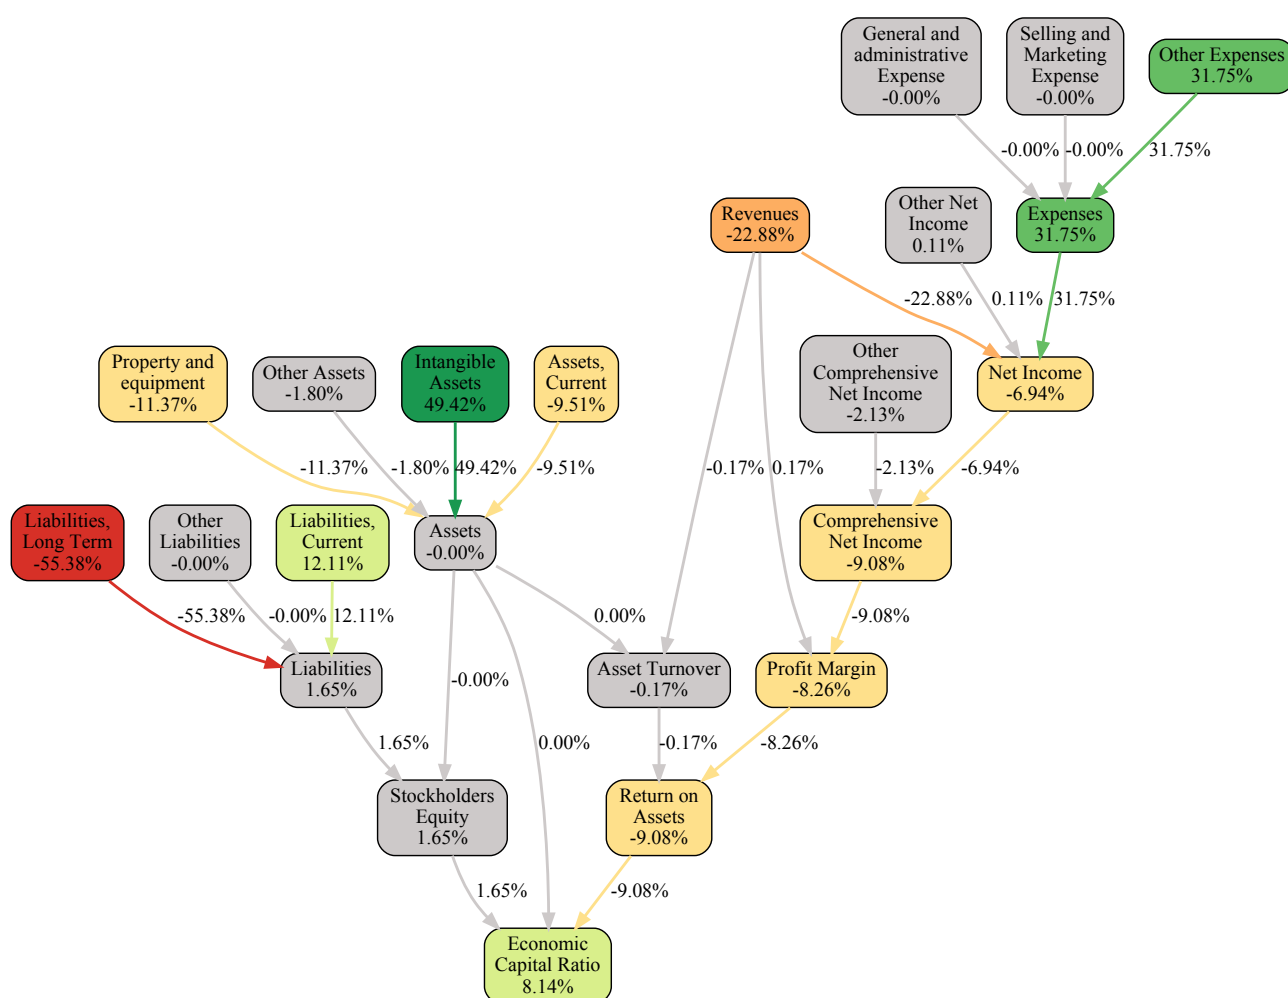 General and
administrative
Expense
-0.00%
Selling and
Marketing
Expense
-0.00%
Other Expenses
31.75%
-0.00%
-0.00%
31.75%
Revenues
-22.88%
Other Net
Income
0.11%
Expenses
31.75%
-22.88%
0.11%
31.75%
Property and
equipment
-11.37%
Other Assets
-1.80%
Intangible
Assets
49.42%
Assets,
Current
-9.51%
Other
Comprehensive
Net Income
-2.13%
Net Income
-6.94%
-11.37%
-1.80%
49.42%
-9.51%
-0.17%
0.17%
-2.13%
-6.94%
Liabilities,
Long Term
-55.38%
Other
Liabilities
-0.00%
Liabilities,
Current
12.11%
Assets
-0.00%
Comprehensive
Net Income
-9.08%
-55.38%
-0.00%
12.11%
0.00%
-9.08%
Liabilities
1.65%
-0.00%
Asset Turnover
-0.17%
Profit Margin
-8.26%
1.65%
0.00%
-0.17%
-8.26%
Stockholders
Equity
1.65%
Return on
Assets
-9.08%
1.65%
-9.08%
Economic
Capital Ratio
8.14%